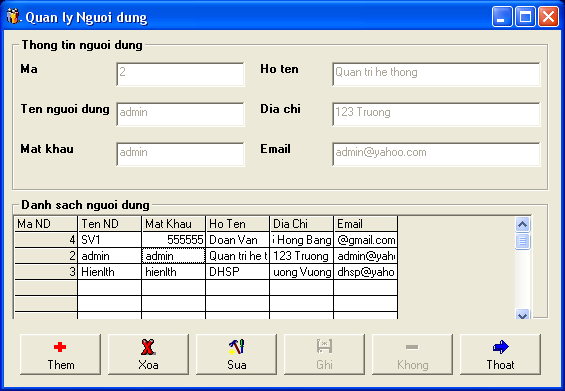 Quan ly Nguoi dung
Thong tin nguoi dung
Ma 2 Ho ten Quan tri he thong
Ten nguoi dung admin Dia chi 123 Truong
Mat khau admin Email admin@yahoo.com
Danh sach nguoi dung
Ma ND Ten ND Mat Khau Ho Ten Dia Chi Email
4 SV1 555555 Doan Van i Hong Bang @gmail.com
2 admin admin Quan tri he t 123 Truong admin@yah
3 Hienlth hienlth DHSP uong Vuong dhsp@yaho
Them Xoa Sua Ghi Khong Thoat